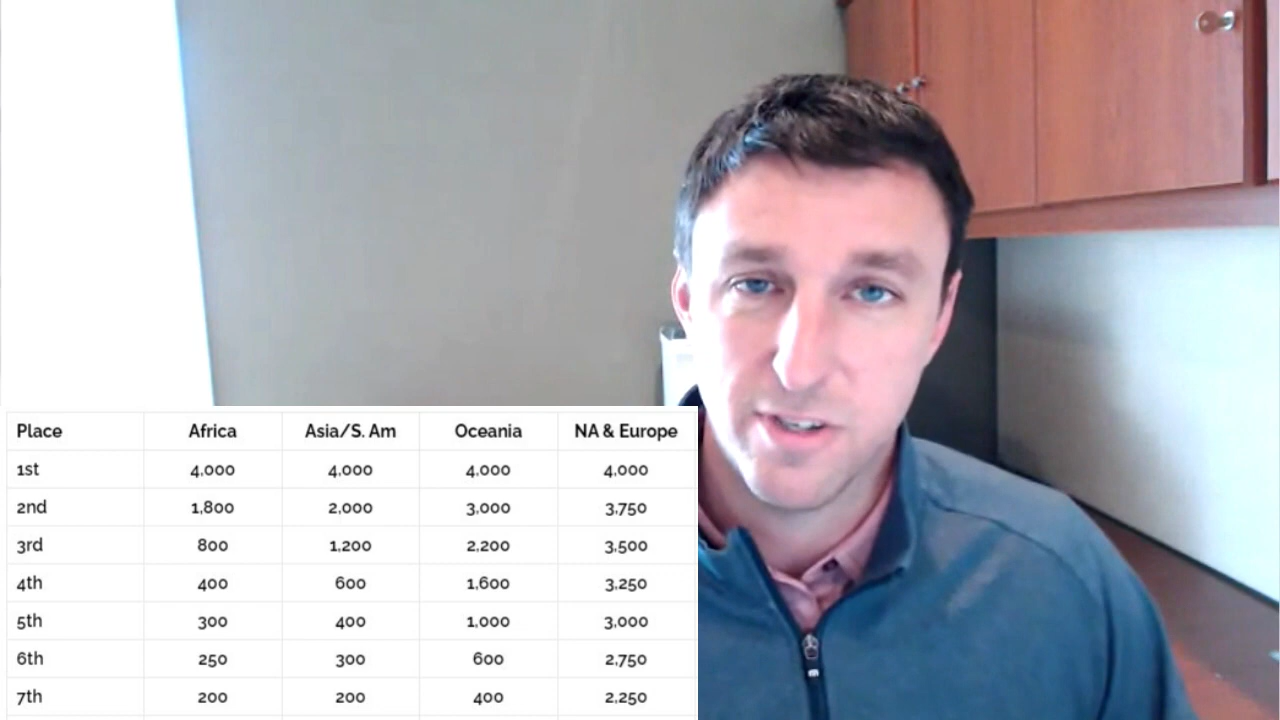 Place Africa Asia/S. Am Oceania NA & Europe
1st 4,000 4,000 4,000 4,000
2nd 1,800 2,000 3,000 3,750
3rd 800 1,200 2,200 3,500
4th 400 600 1,600 3,250
5th 300 400 1,000 3,000
6th 250 300 600 2,750
7th 200 200 400 2,250